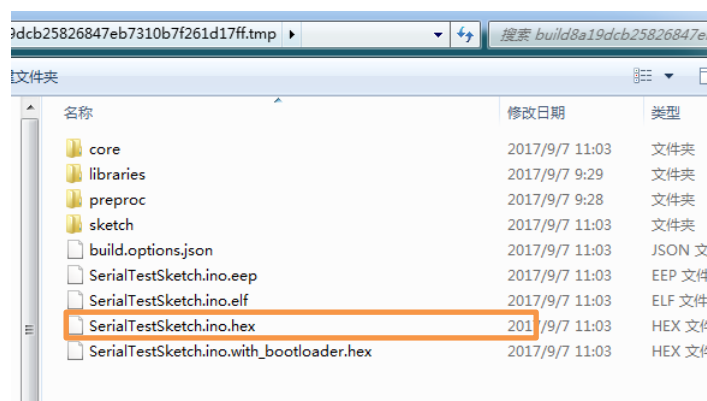 9dcb25826847eb7310b7f261d17ff.tmp 搜索 build8a19dcb25826847e
文件夹
名称 修改日期 类型
core 2017/9/7 11:03 文件夹
libraries 2017/9/7 9:29 文件夹
preproc 2017/9/7 9:28 文件夹
sketch 2017/9/7 11:03 文件夹
build.options.json 2017/9/7 11:03 JSON 文
SerialTestSketch.ino.eep 2017/9/7 11:03 EEP 文件
SerialTestSketch.ino.elf 2017/9/7 11:03 ELF 文件
SerialTestSketch.ino.hex 2017/9/7 11:03 HEX 文件
SerialTestSketch.ino.with_bootloader.hex 2017/9/7 11:03 HEX 文件